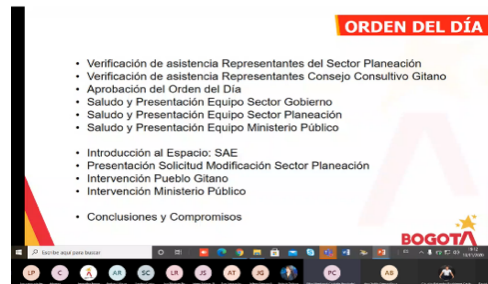 ORDEN DEL DÍA
• Verificación de asistencia Representantes del Sector Planeación
• Verificación de asistencia Representantes Consejo Consultivo Gitano
• Aprobación del Orden del Día
• Saludo y Presentación Equipo Sector Gobierno
• Saludo y Presentación Equipo Sector Planeación
• Saludo y Presentación Equipo Ministerio Público
• Introducción al Espacio: SAE
• Presentación Solicitud Modificación Sector Planeación
• Intervención Pueblo Gitano
• Intervención Ministerio Público
• Conclusiones y Compromisos
BOGOTÁ
Escribe aquí para buscar
LP C AR SC LR JS AT JG PC AB